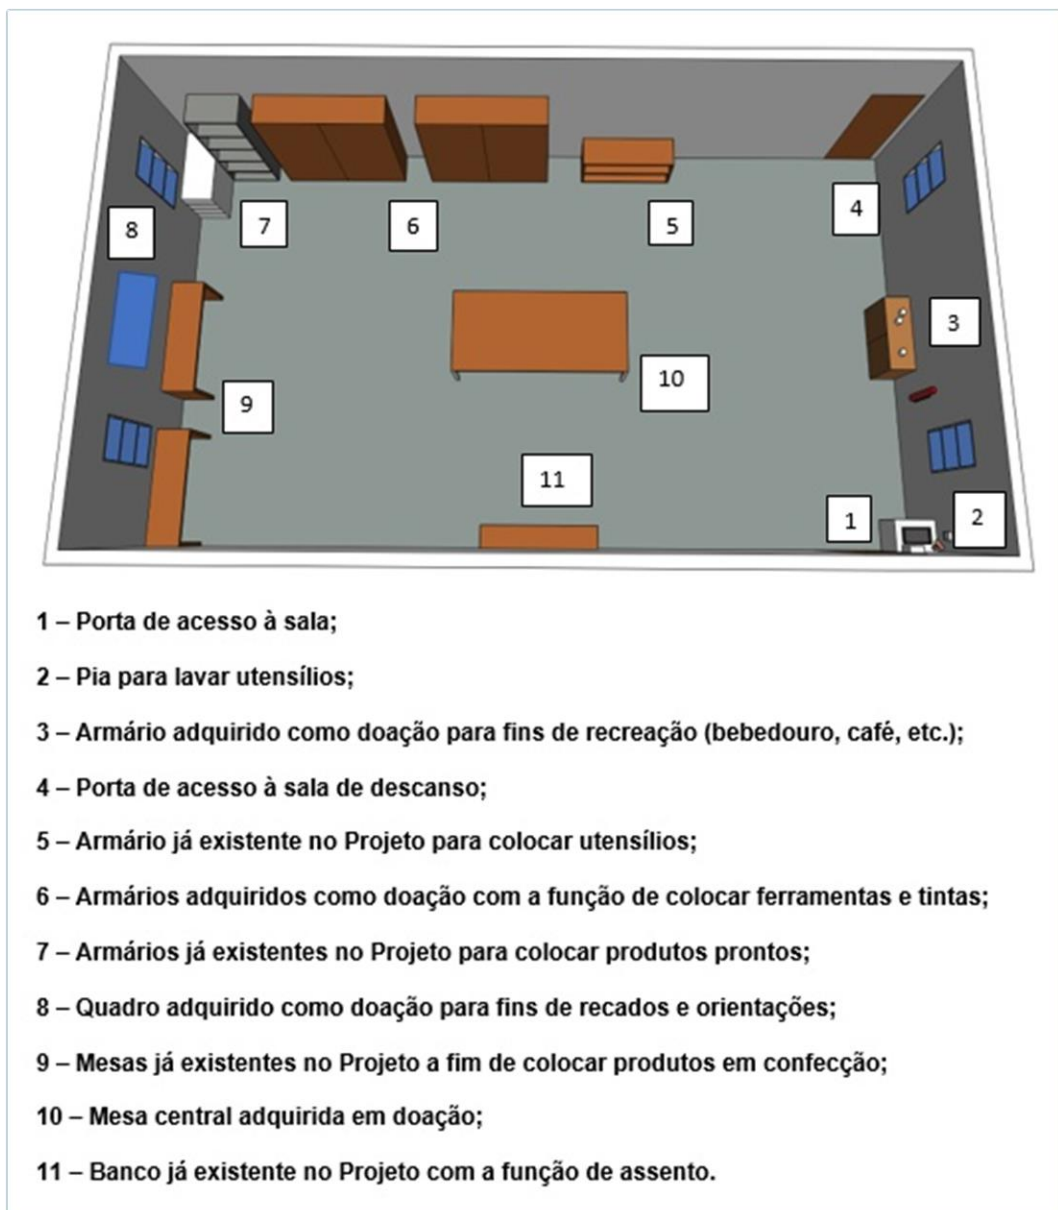 7
6
5
4
8
3
10
9
11
1
2
1 – Porta de acesso à sala;
2 – Pia para lavar utensílios;
3 – Armário adquirido como doação para fins de recreação (bebedouro, café, etc.);
4 – Porta de acesso à sala de descanso;
5 – Armário já existente no Projeto para colocar utensílios;
6 – Armários adquiridos como doação com a função de colocar ferramentas e tintas;
7 – Armários já existentes no Projeto para colocar produtos prontos;
8 – Quadro adquirido como doação para fins de recados e orientações;
9 – Mesas já existentes no Projeto a fim de colocar produtos em confecção;
10 – Mesa central adquirida em doação;
11 – Banco já existente no Projeto com a função de assento.